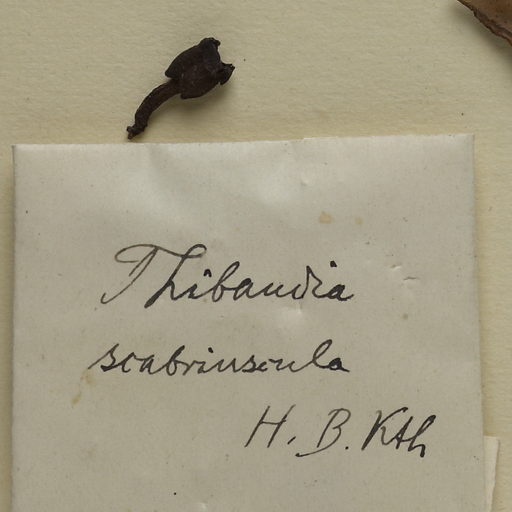 Thibaudia
scabriuscula
H. B. Kth